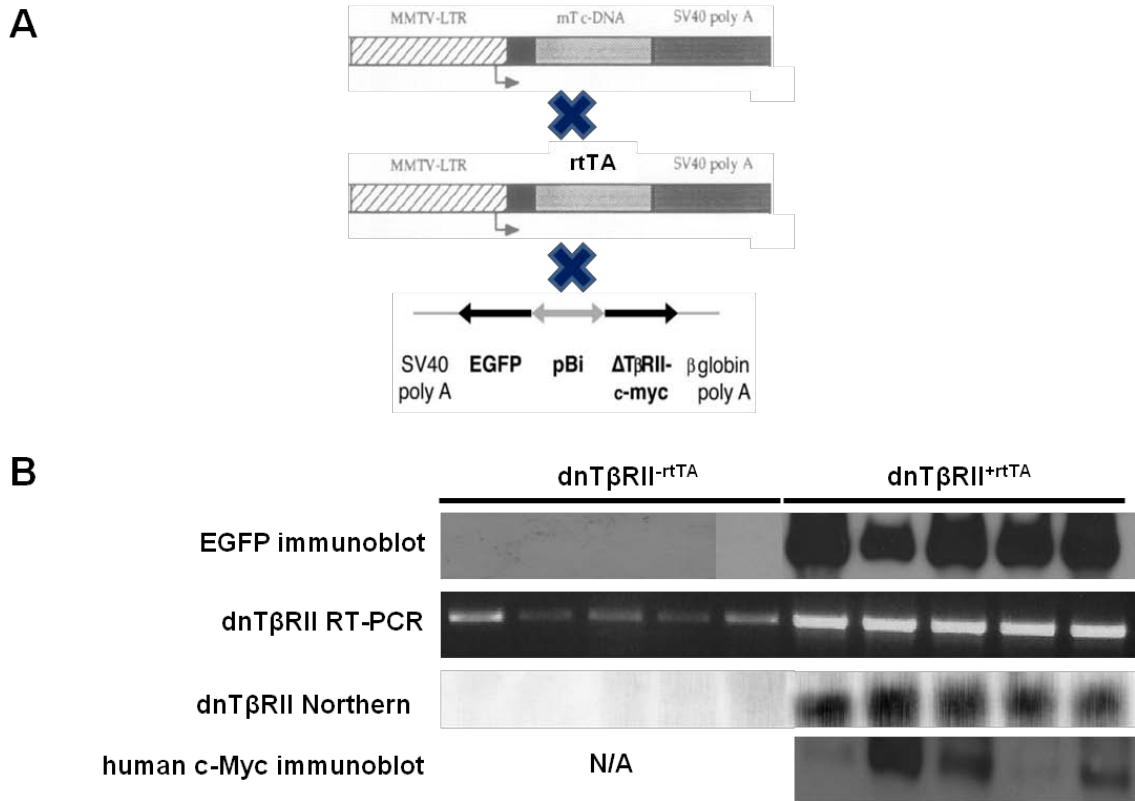 A
MMTV-LTR mT c-DNA SV40 poly A
MMTV-LTR rtTA SV40 poly A
SV40 EGFP pBi ΔTβRII- β globin
poly A c-myc poly A
B
dnTβRII-rtTA dnTβRII+rtTA
EGFP immunoblot
dnTβRII RT-PCR
dnTβRII Northern
human c-Myc immunoblot N/A